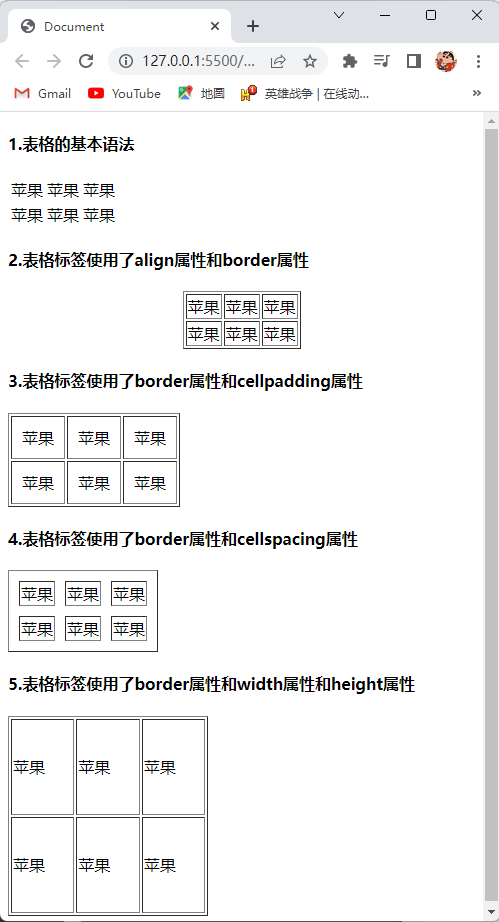 Document
127.0.0.1:5500/...
Gmail YouTube 地圖 英雄战争 | 在线动...
1.表格的基本语法
苹果 苹果 苹果
苹果 苹果 苹果
2.表格标签使用了align属性和border属性
苹果 苹果 苹果
苹果 苹果 苹果
3.表格标签使用了border属性和cellpadding属性
苹果 苹果 苹果
苹果 苹果 苹果
4.表格标签使用了border属性和cellspacing属性
苹果 苹果 苹果
苹果 苹果 苹果
5.表格标签使用了border属性和width属性和height属性
苹果 苹果 苹果
苹果 苹果 苹果